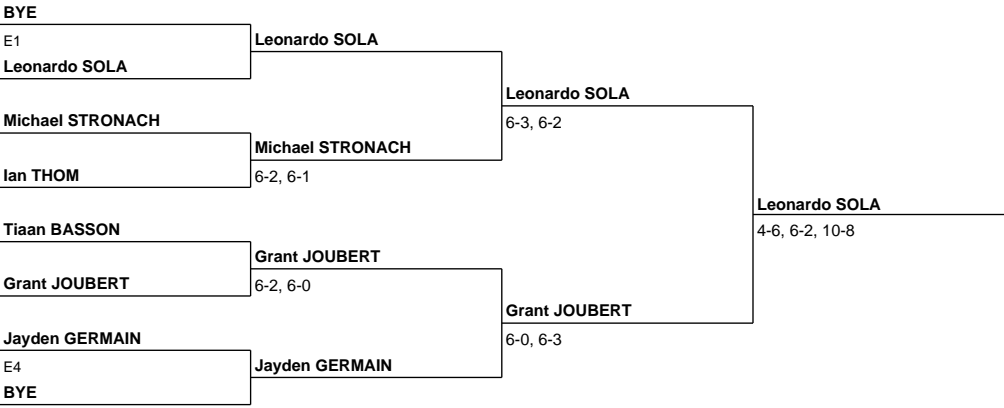 BYE
E1
Leonardo SOLA
Leonardo SOLA
Michael STRONACH
Ian THOM
Michael STRONACH
6-2, 6-1
Leonardo SOLA
6-3, 6-2
Tiaan BASSON
Grant JOUBERT
Grant JOUBERT
6-2, 6-0
Jayden GERMAIN
E4
BYE
Jayden GERMAIN
Grant JOUBERT
6-0, 6-3
Leonardo SOLA
4-6, 6-2, 10-8